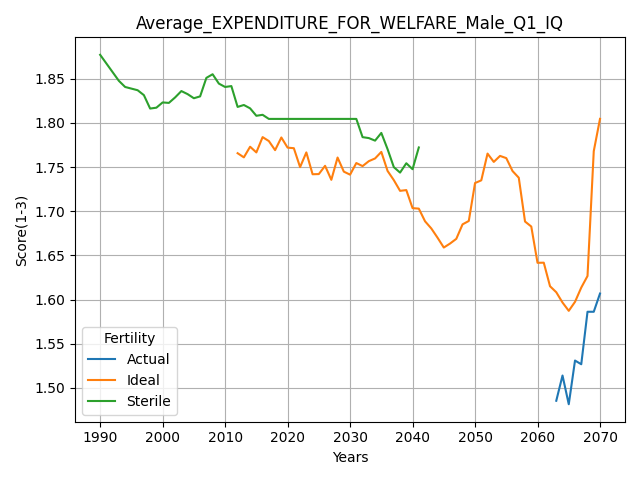 Average_EXPENDITURE_FOR_WELFARE_Male_Q1_IQ
Score(1-3)
1.85
1.80
1.75
1.70
1.65
1.60
1.55
1.50
Fertility
Actual
Ideal
Sterile
1990 2000 2010 2020 2030 2040 2050 2060 2070
Years